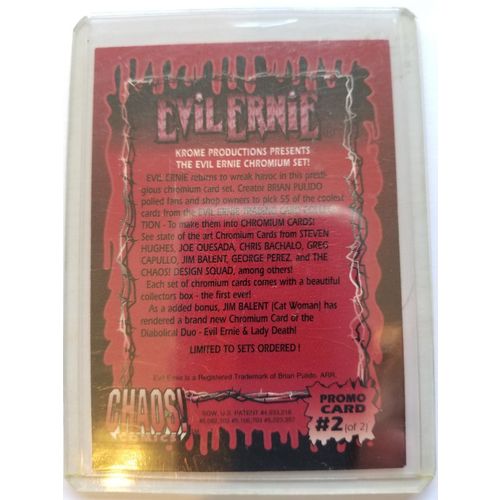 EVIL ERNIE®
KROME PRODUCTIONS PRESENTS
THE EVIL ERNIE CHROMIUM SET!
EVIL ERNIE returns to wreak havoc in this presti-
gious chromium card set. Creator BRIAN PULIDO
polled fans and shop owners to pick 55 of the coolest
cards from the EVIL ERNIE TRADING CARD COLLEC-
TION - To make them into CHROMIUM CARDS!
See state of the art Chromium Cards from STEVEN
HUGHES, JOE QUESADA, CHRIS BACHALO, GREG
CAPULLO, JIM BALENT, GEORGE PEREZ, and THE
CHAOS! DESIGN SQUAD, among others!
Each set of chromium cards comes with a beautiful
collectors box - the first ever!
As a added bonus, JIM BALENT (Cat Woman) has
rendered a brand new Chromium Card of the
Diabolical Duo - Evil Ernie & Lady Death!
LIMITED TO SETS ORDERED !
Evil Ernie is a Registered Trademark of Brian Pulido. ARR.
CHAOS!
COMICS
U.S. PATENT
PROMO
CARD
#2 (of 2)